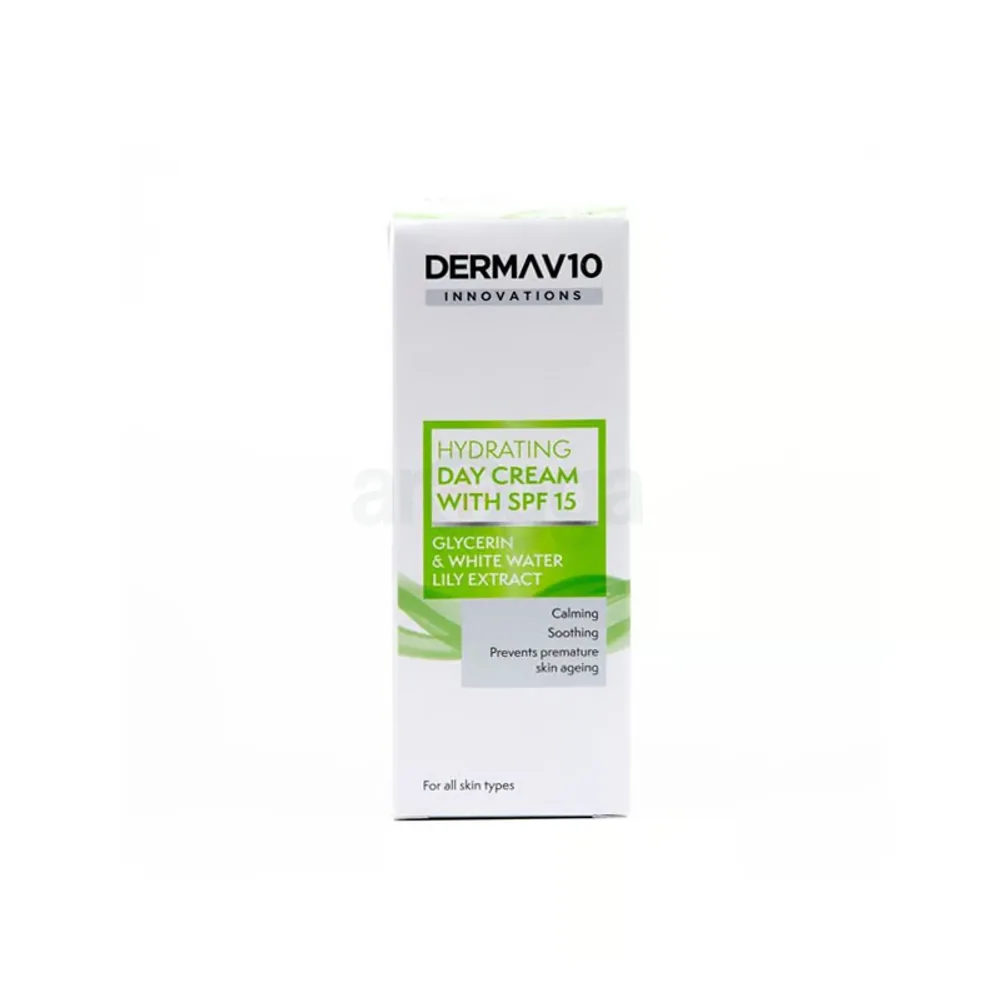 DERMAV10
INNOVATIONS
HYDRATING
DAY CREAM
WITH SPF 15
GLYCERIN
& WHITE WATER
LILY EXTRACT
Calming
Soothing
Prevents premature
skin ageing
For all skin types